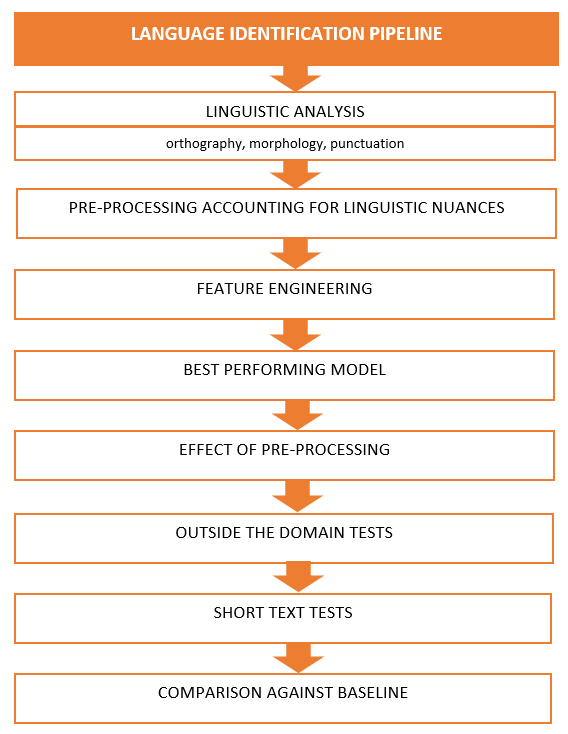 LANGUAGE IDENTIFICATION PIPELINE
LINGUISTIC ANALYSIS
orthography, morphology, punctuation
PRE-PROCESSING ACCOUNTING FOR LINGUISTIC NUANCES
FEATURE ENGINEERING
BEST PERFORMING MODEL
EFFECT OF PRE-PROCESSING
OUTSIDE THE DOMAIN TESTS
SHORT TEXT TESTS
COMPARISON AGAINST BASELINE